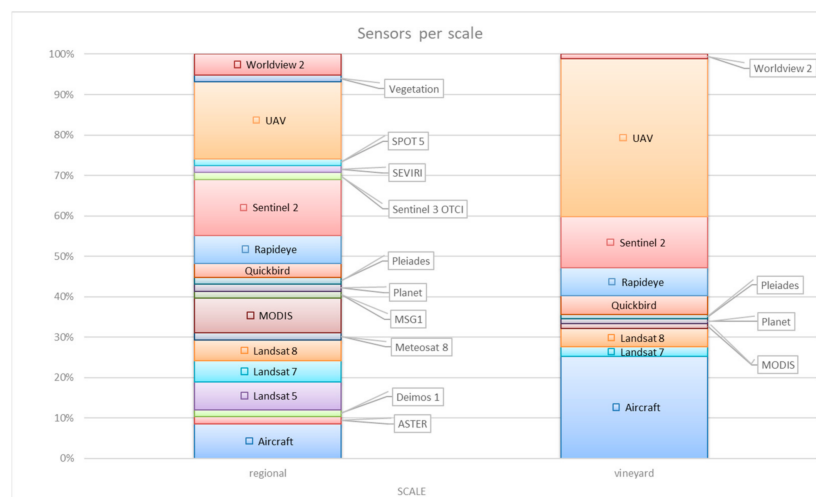 Sensors per scale
100%
90%
80%
70%
60%
50%
40%
30%
20%
10%
0%
Worldview 2
Vegetation
UAV
SPOT 5
SEVIRI
Sentinel 3 OTCI
Sentinel 2
Rapideye
Quickbird
Pleiades
Planet
MSG1
MODIS
Meteosat 8
Landsat 8
Landsat 7
Landsat 5
Deimos 1
ASTER
Aircraft
Worldview 2
UAV
Sentinel 2
Rapideye
Quickbird
Pleiades
Planet
MODIS
Landsat 8
Landsat 7
Aircraft
regional
vineyard
SCALE